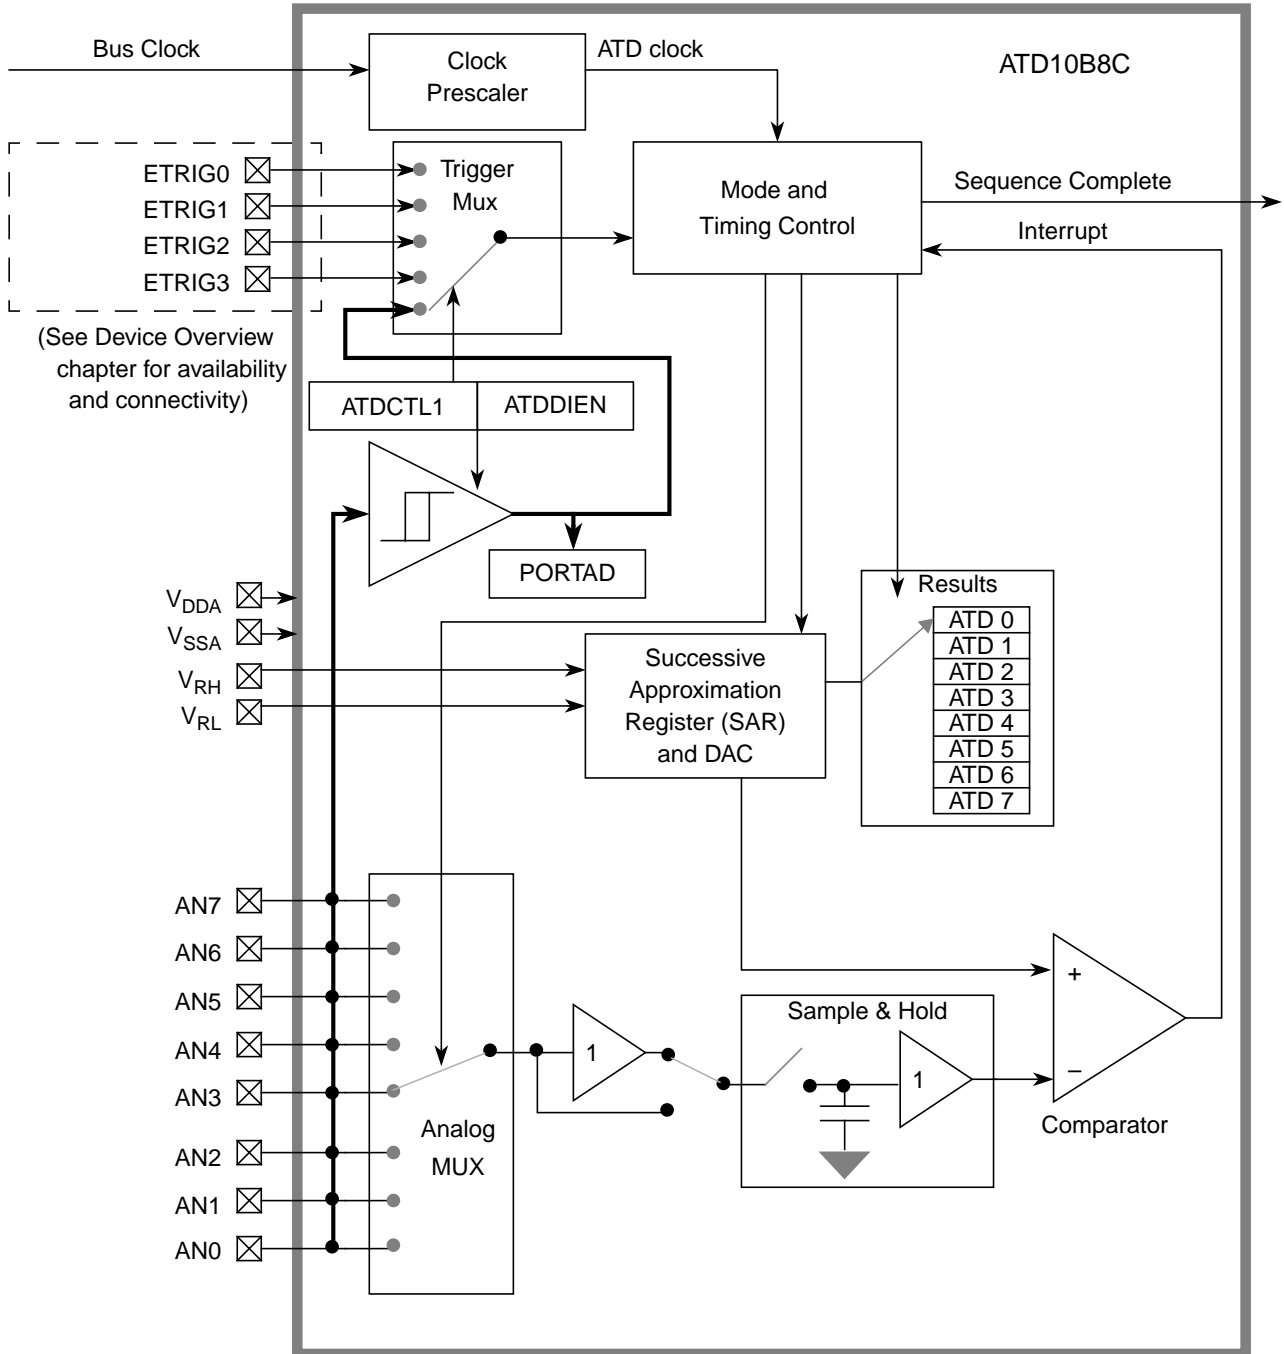 Bus Clock
Clock
Prescaler
ATD clock
ATD10B8C
ETRIG0
ETRIG1
ETRIG2
ETRIG3
(See Device Overview
chapter for availability
and connectivity)
Trigger
Mux
Mode and
Timing Control
Sequence Complete
Interrupt
ATDCTL1
ATDDIEN
PORTAD
VDDA
VSSA
VRH
VRL
Successive
Approximation
Register (SAR)
and DAC
Results
ATD 0
ATD 1
ATD 2
ATD 3
ATD 4
ATD 5
ATD 6
ATD 7
AN7
AN6
AN5
AN4
AN3
AN2
AN1
AN0
Analog
MUX
1
Sample & Hold
1
+
−
Comparator